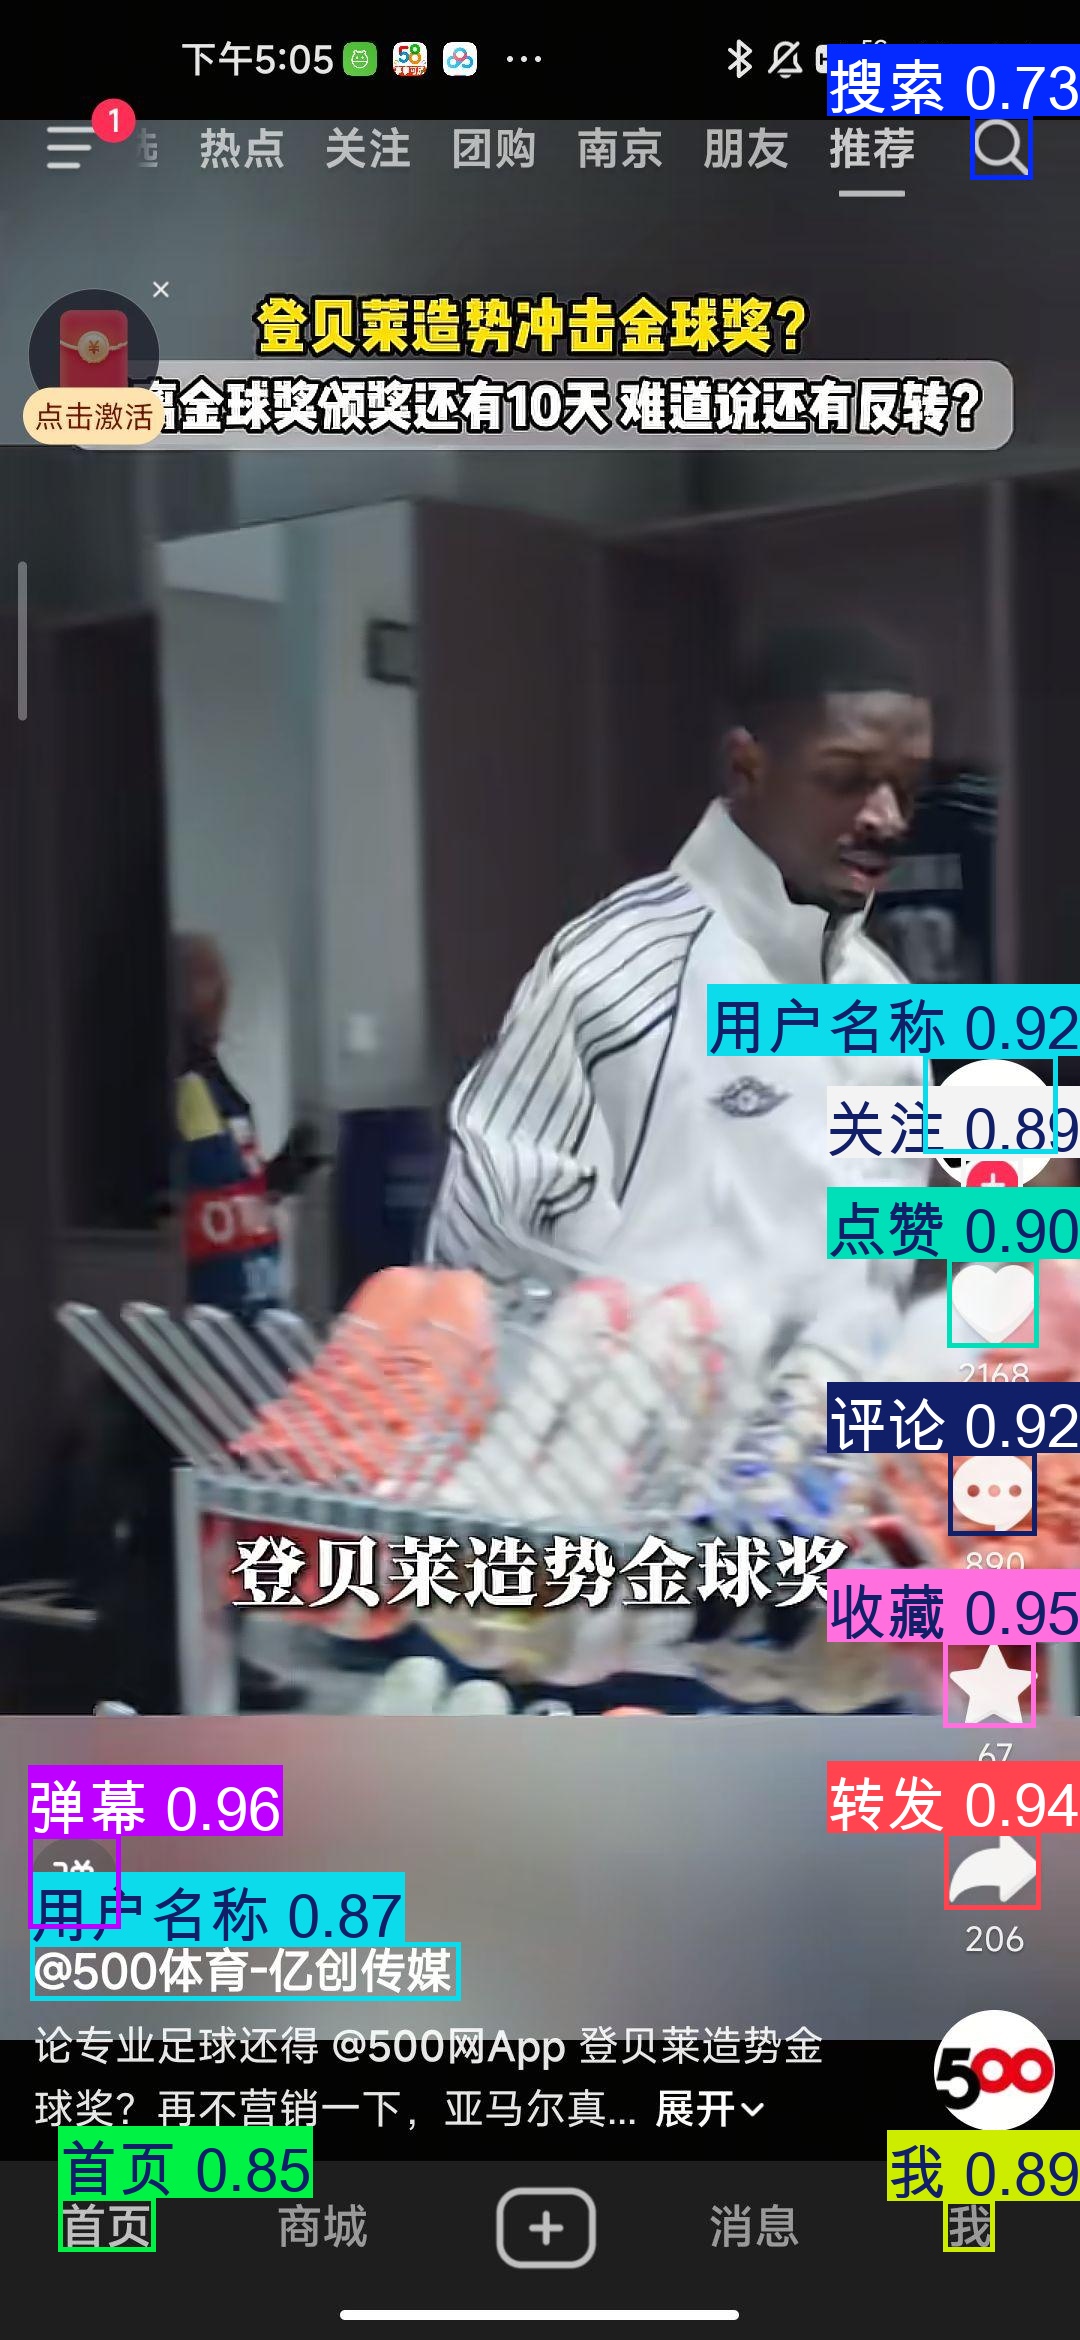 下午5:05
58
...
搜索 0.73
1
选 热点 关注 团购 南京 朋友 推荐
登贝莱造势冲击金球奖？
离金球奖颁奖还有10天 难道说还有反转？
点击激活
用户名称 0.92
关注 0.89
点赞 0.90
2168
评论 0.92
890
登贝莱造势金球奖
收藏 0.95
67
弹幕 0.96
转发 0.94
弹
用户名称 0.87
206
@500体育-亿创传媒
论专业足球还得 @500网App 登贝莱造势金
球奖？再不营销一下，亚马尔真... 展开
500
首页 0.85
我 0.89
首页 商城 消息 我